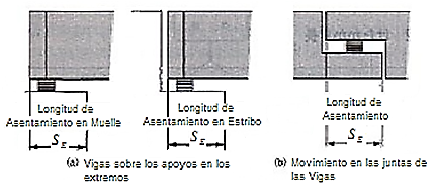 Longitud de
Asentamiento en Muelle
S_E
Longitud de
Asentamiento en Estribo
S_E
Longitud de
Asentamiento
S_E
(a) Vigas sobre los apoyos en los
extremos
(b) Movimiento en las juntas de
las Vigas